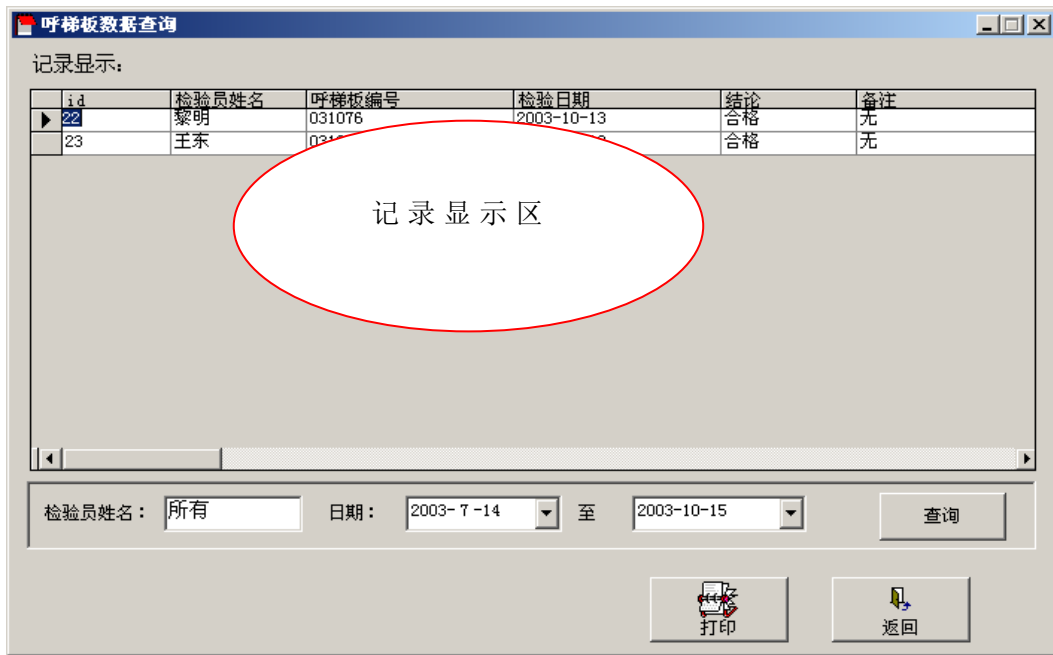 呼梯板数据查询
记录显示:
id 检验员姓名 呼梯板编号 检验日期 结论 备注
22 黎明 031076 2003-10-13 合格 无
23 王东 合格 无
记 录 显 示 区
检验员姓名： 所有 日期： 2003- 7 -14 至 2003-10-15 查询
打印 返回